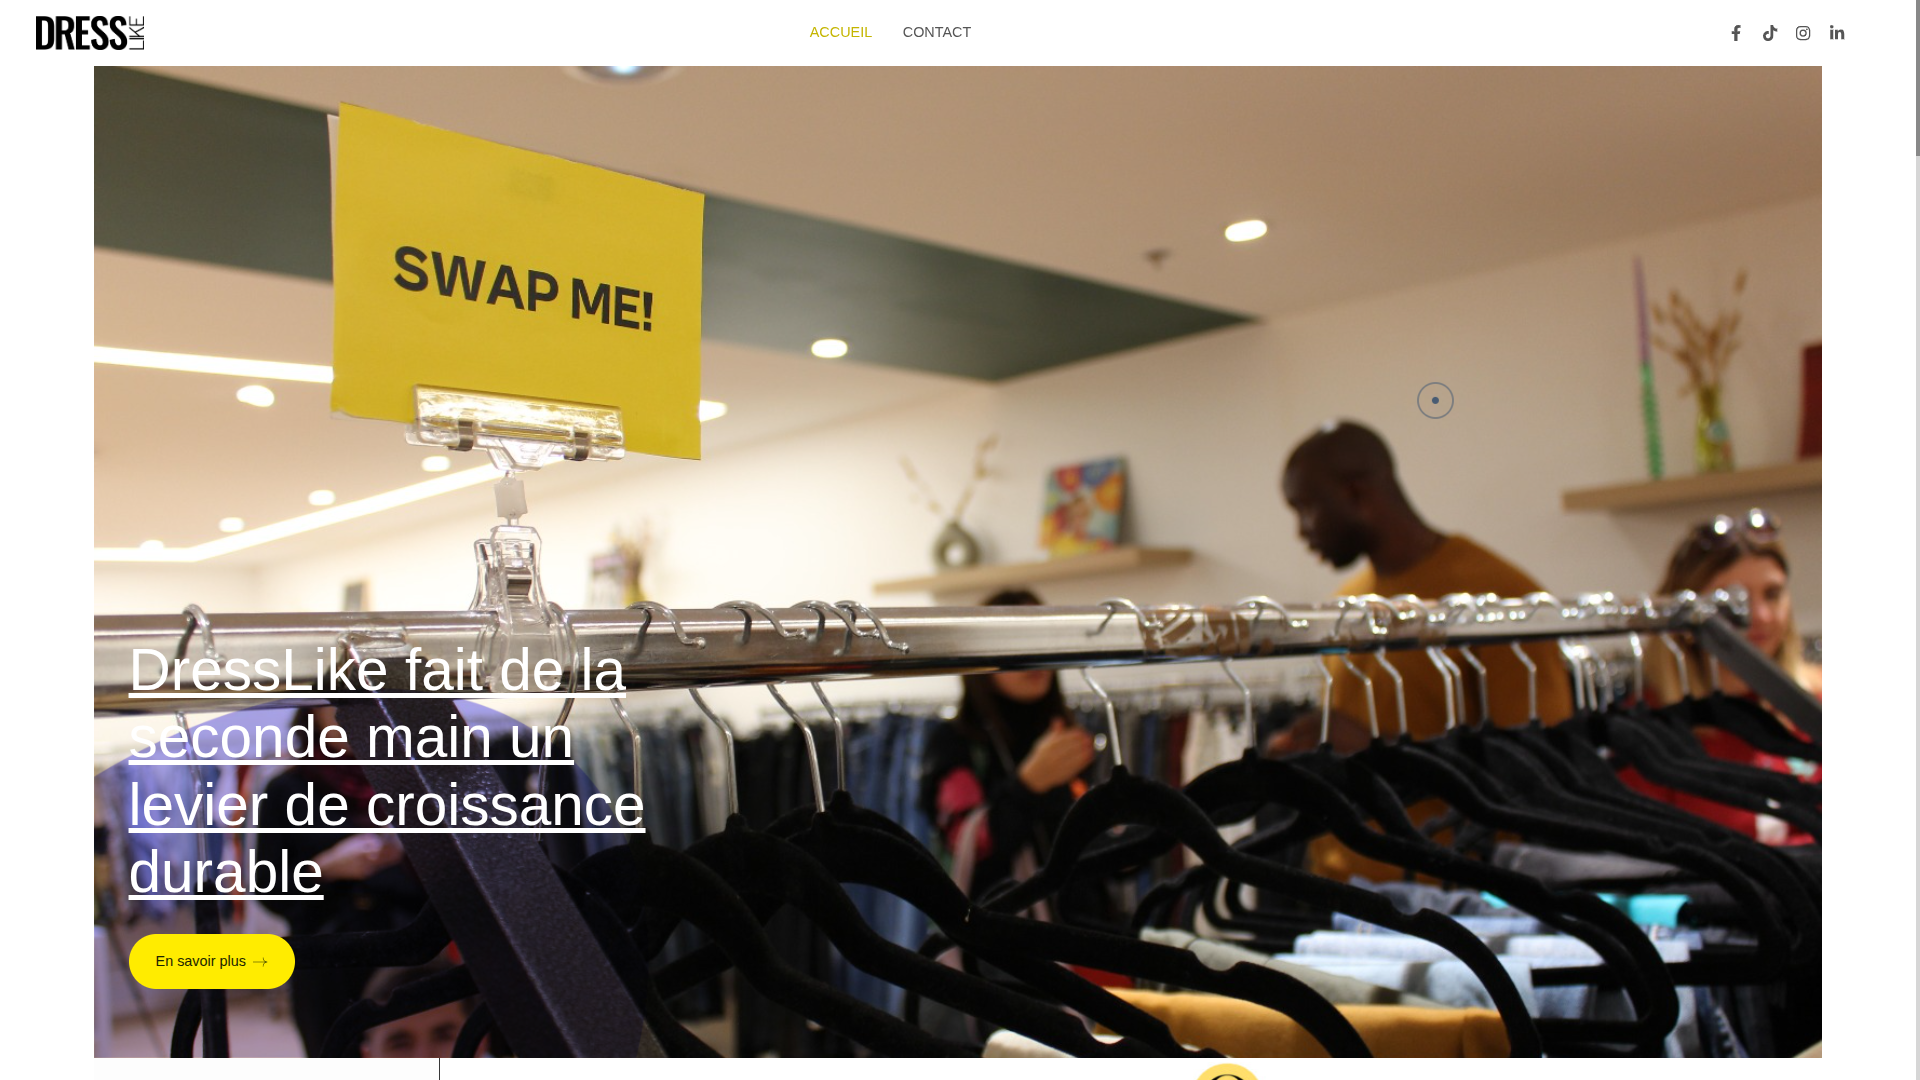 DRESS LIKE
ACCUEIL
CONTACT
SWAP ME!
DressLike fait de la
seconde main un
levier de croissance
durable
En savoir plus